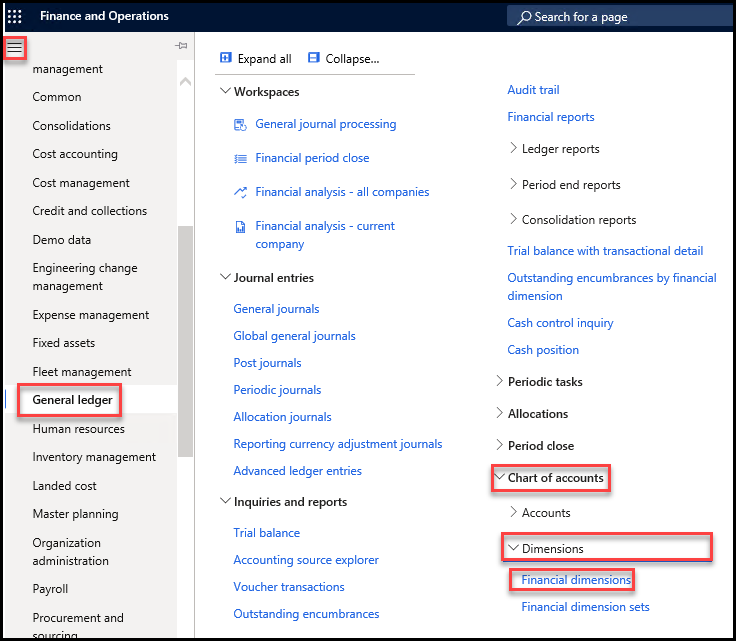 Finance and Operations
Search for a page
management
Common
Consolidations
Cost accounting
Cost management
Credit and collections
Demo data
Engineering change
management
Expense management
Fixed assets
Fleet management
General ledger
Human resources
Inventory management
Landed cost
Master planning
Organization
administration
Payroll
Procurement and
sourcing
Expand all
Collapse...
Workspaces
General journal processing
Financial period close
Financial analysis - all companies
Financial analysis - current
company
Journal entries
General journals
Global general journals
Post journals
Periodic journals
Allocation journals
Reporting currency adjustment journals
Advanced ledger entries
Inquiries and reports
Trial balance
Accounting source explorer
Voucher transactions
Outstanding encumbrances
Audit trail
Financial reports
Ledger reports
Period end reports
Consolidation reports
Trial balance with transactional detail
Outstanding encumbrances by financial
dimension
Cash control inquiry
Cash position
Periodic tasks
Allocations
Period close
Chart of accounts
Accounts
Dimensions
Financial dimensions
Financial dimension sets